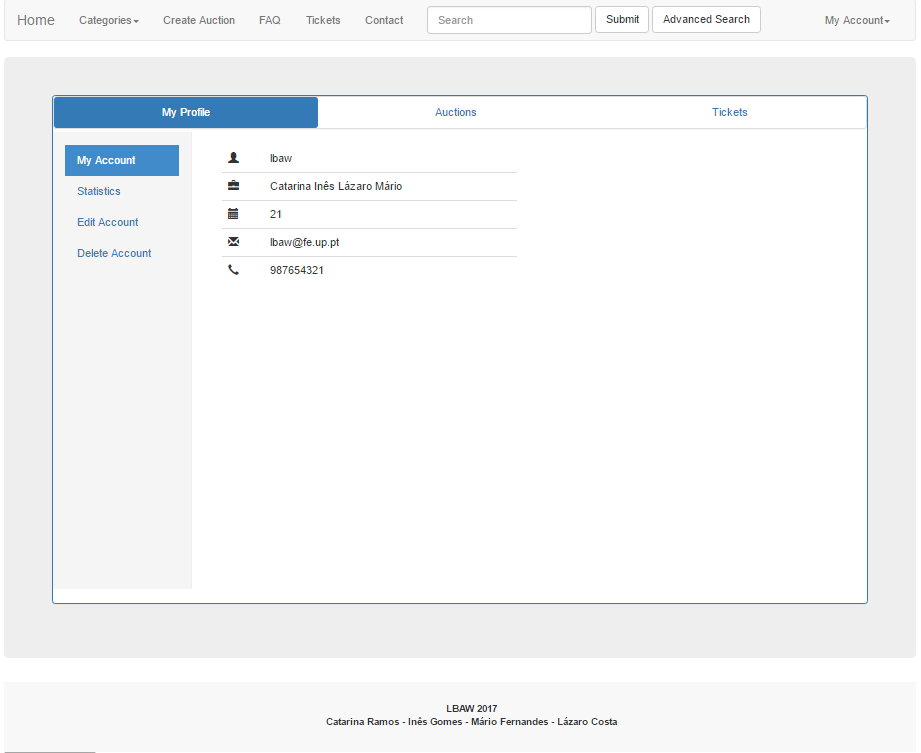 Home Categories Create Auction FAQ Tickets Contact Search Submit Advanced Search My Account
My Profile Auctions Tickets
My Account
Statistics
Edit Account
Delete Account
lbaw
Catarina Inês Lázaro Mário
21
lbaw@fe.up.pt
987654321
LBAW 2017
Catarina Ramos - Inês Gomes - Mário Fernandes - Lázaro Costa